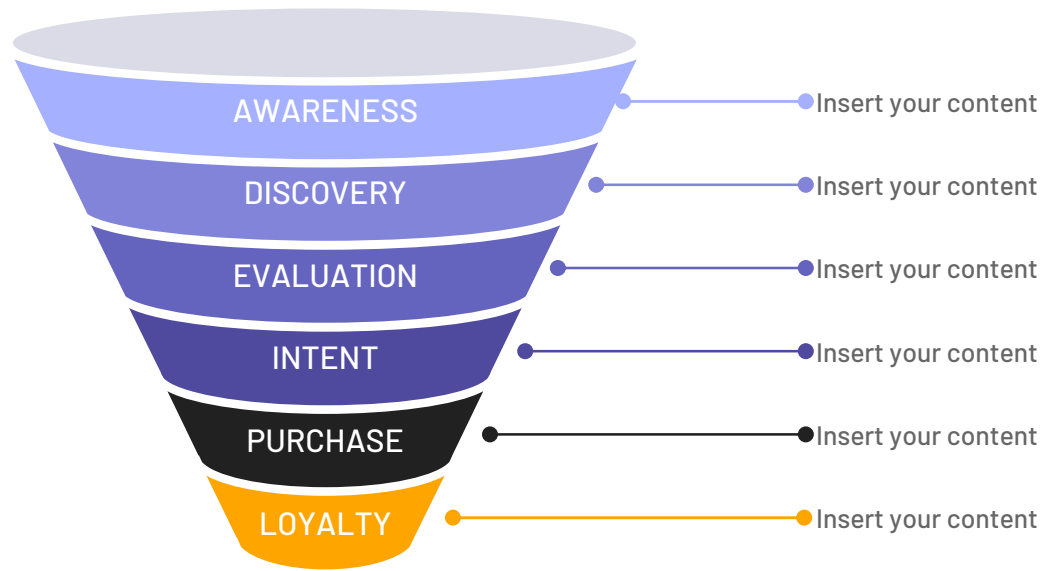 AWARENESS
Insert your content
DISCOVERY
Insert your content
EVALUATION
Insert your content
INTENT
Insert your content
PURCHASE
Insert your content
LOYALTY
Insert your content